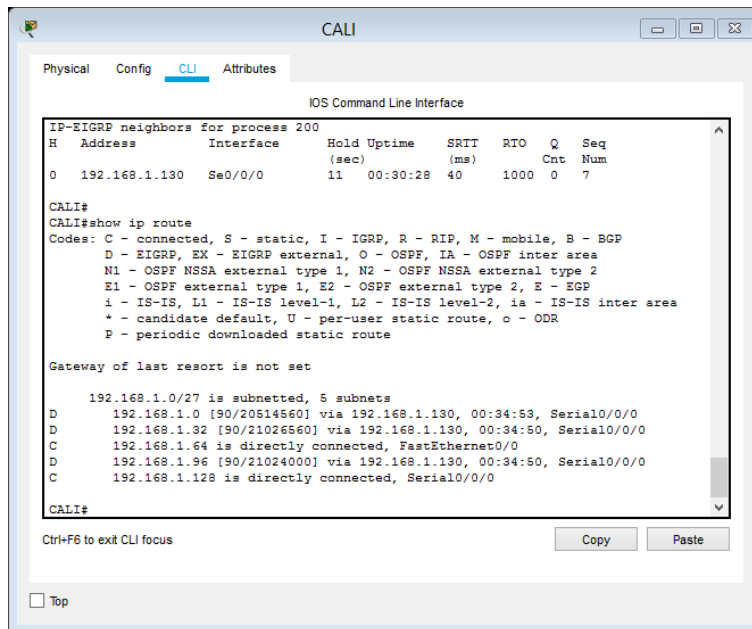 CALI
Physical Config CLI Attributes
IOS Command Line Interface
IP-EIGRP neighbors for process 200
H   Address         Interface      Hold Uptime    SRTT   RTO   Q   Seq
                                   (sec)          (ms)        Cnt  Num
0   192.168.1.130   Se0/0/0        11   00:30:28  40     1000  0   7
CALI#
CALI#show ip route
Codes: C - connected, S - static, I - IGRP, R - RIP, M - mobile, B - BGP
       D - EIGRP, EX - EIGRP external, O - OSPF, IA - OSPF inter area
       N1 - OSPF NSSA external type 1, N2 - OSPF NSSA external type 2
       E1 - OSPF external type 1, E2 - OSPF external type 2, E - EGP
       i - IS-IS, L1 - IS-IS level-1, L2 - IS-IS level-2, ia - IS-IS inter area
       * - candidate default, U - per-user static route, o - ODR
       P - periodic downloaded static route
Gateway of last resort is not set
     192.168.1.0/27 is subnetted, 5 subnets
D       192.168.1.0 [90/20514560] via 192.168.1.130, 00:34:53, Serial0/0/0
D       192.168.1.32 [90/21026560] via 192.168.1.130, 00:34:50, Serial0/0/0
C       192.168.1.64 is directly connected, FastEthernet0/0
D       192.168.1.96 [90/21024000] via 192.168.1.130, 00:34:50, Serial0/0/0
C       192.168.1.128 is directly connected, Serial0/0/0
CALI#
Ctrl+F6 to exit CLI focus
Copy Paste
Top